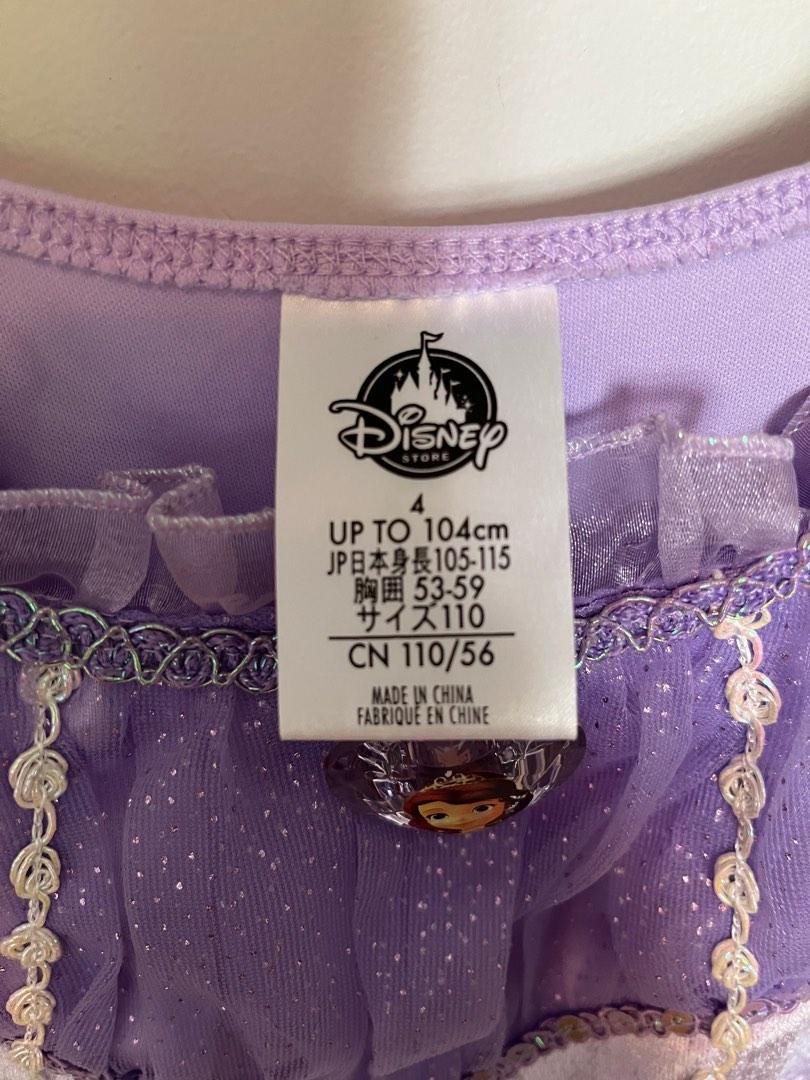 DISNEY
STORE
4
UP TO 104cm
JP日本身長105-115
胸囲 53-59
サイズ110
CN 110/56
MADE IN CHINA
FABRIQUÉ EN CHINE